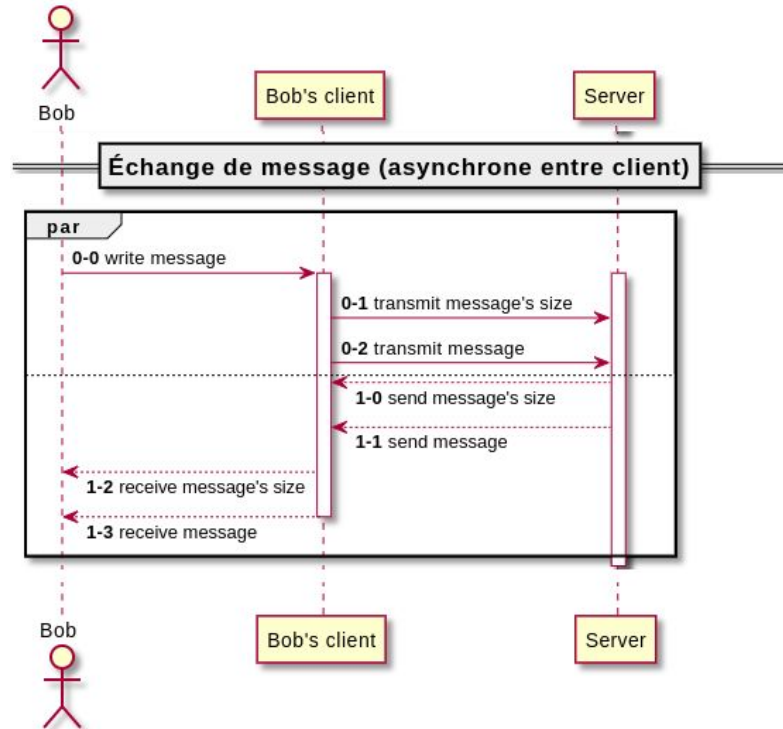 Bob
Bob's client
Server
Échange de message (asynchrone entre client)
par
0-0 write message
0-1 transmit message's size
0-2 transmit message
1-0 send message's size
1-1 send message
1-2 receive message's size
1-3 receive message
Bob
Bob's client
Server